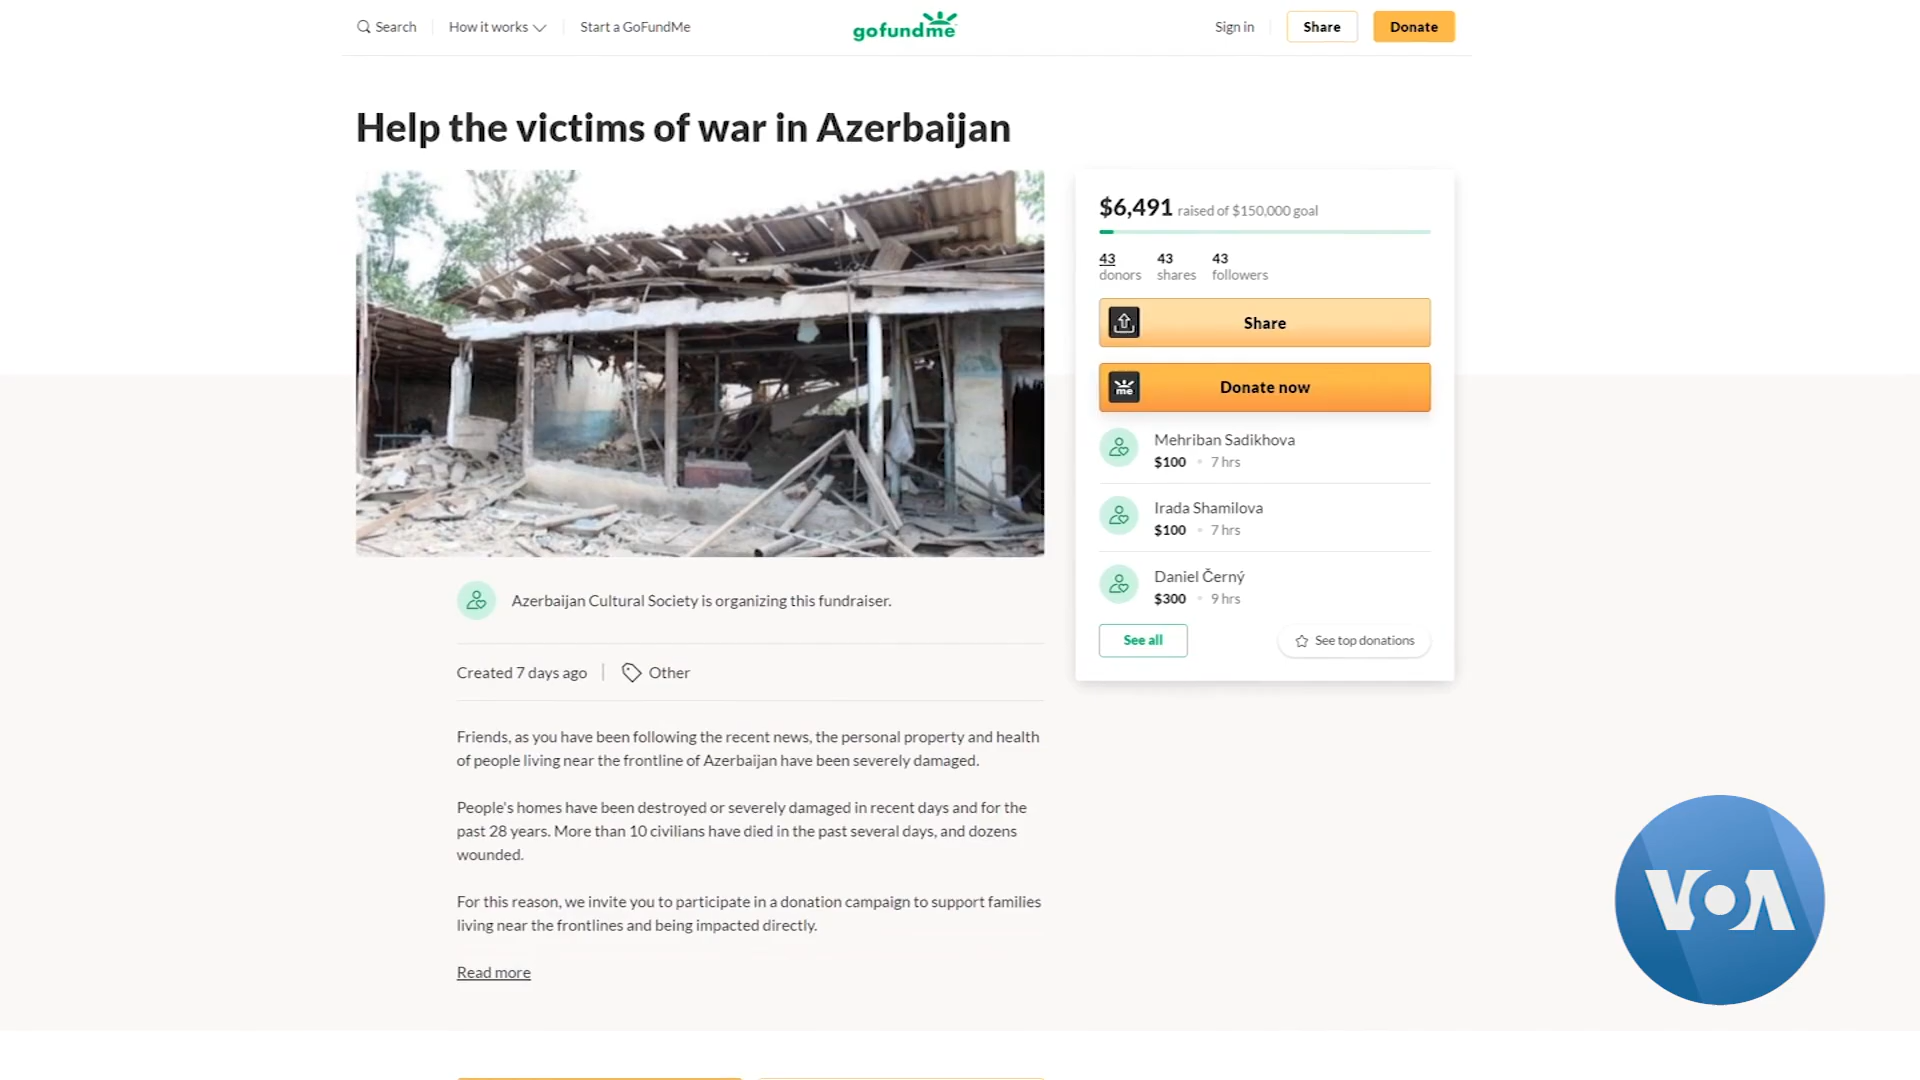 Search
How it works
Start a GoFundMe
gofundme
Sign in
Share
Donate
Help the victims of war in Azerbaijan
$6,491 raised of $150,000 goal
43 donors
43 shares
43 followers
Share
me
Donate now
Mehriban Sadikhova
$100 • 7 hrs
Irada Shamilova
$100 • 7 hrs
Daniel Černý
$300 • 9 hrs
See all
See top donations
Azerbaijan Cultural Society is organizing this fundraiser.
Created 7 days ago | Other
Friends, as you have been following the recent news, the personal property and health
of people living near the frontline of Azerbaijan have been severely damaged.
People's homes have been destroyed or severely damaged in recent days and for the
past 28 years. More than 10 civilians have died in the past several days, and dozens
wounded.
For this reason, we invite you to participate in a donation campaign to support families
living near the frontlines and being impacted directly.
Read more
VOA